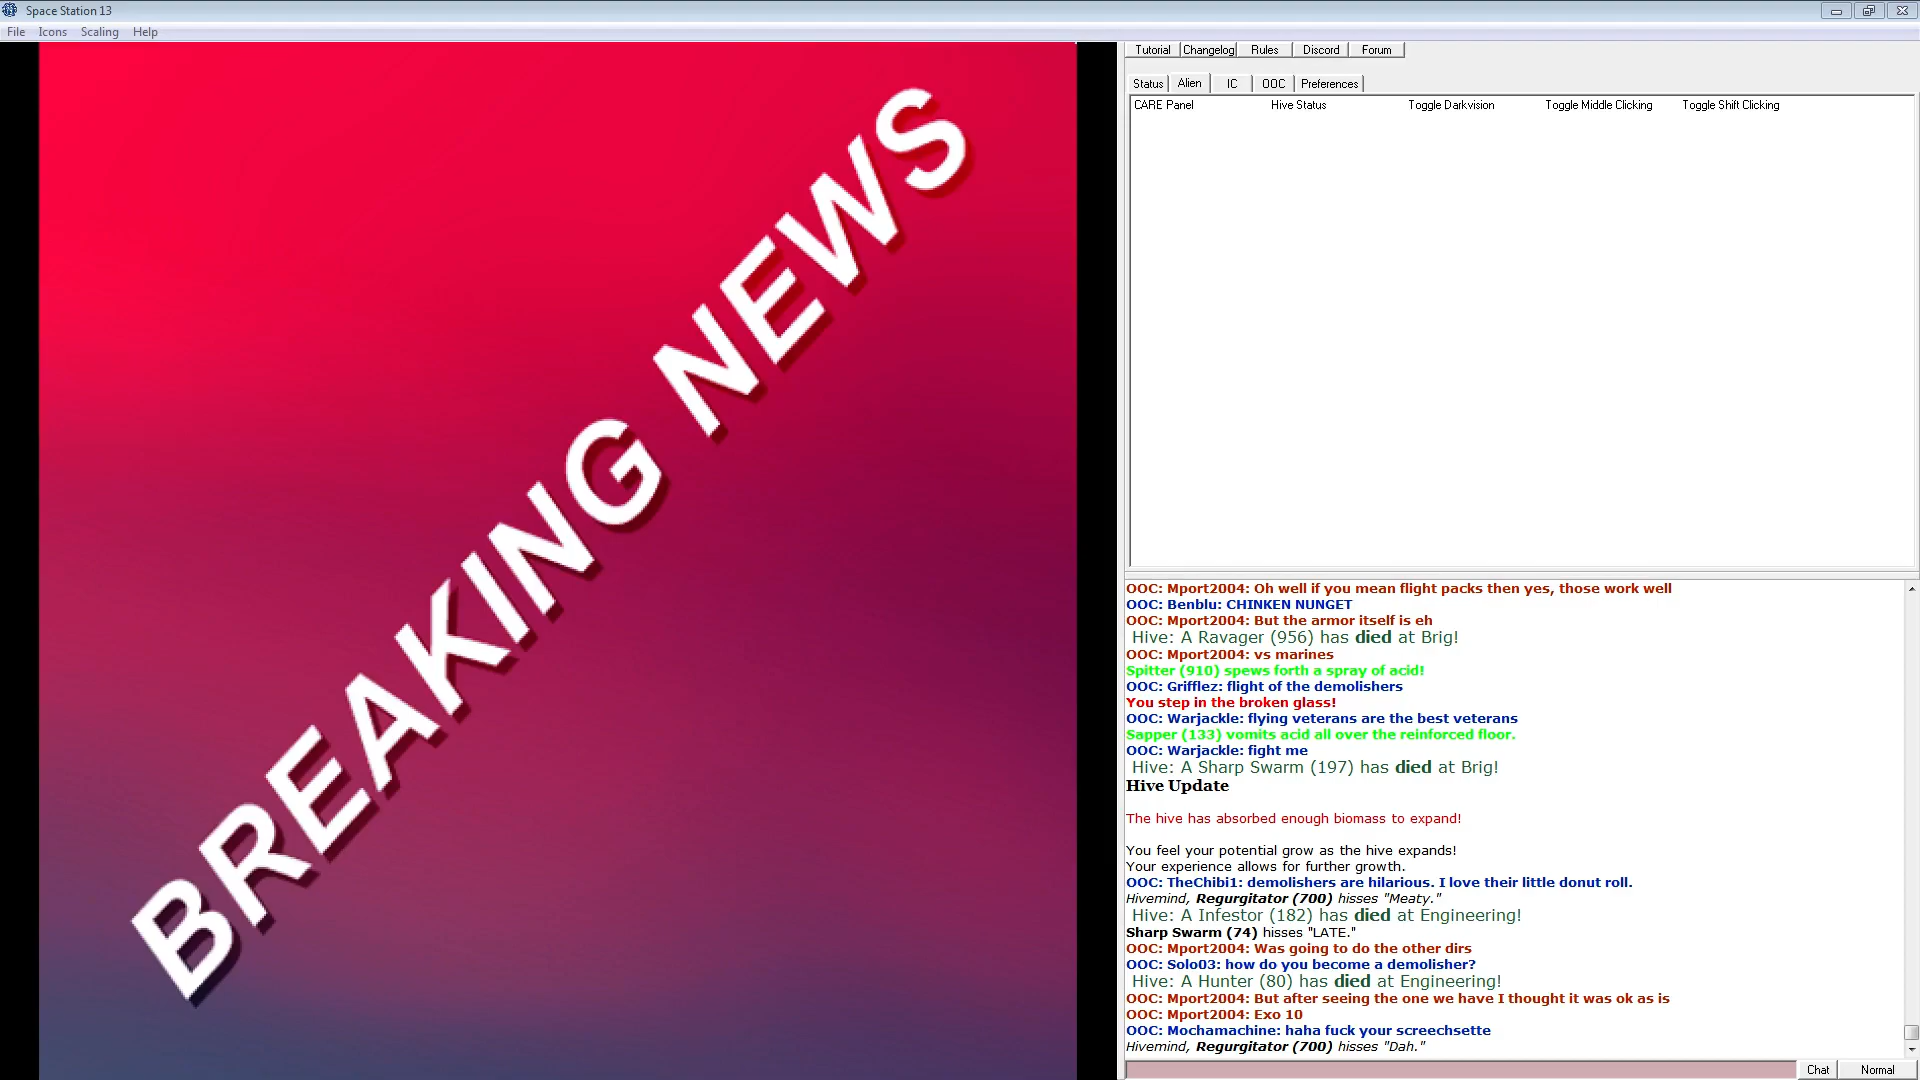 Space Station 13
File Icons Scaling Help
BREAKING NEWS
Tutorial Changelog Rules Discord Forum
Status Alien IC OOC Preferences
CARE Panel Hive Status Toggle Darkvision Toggle Middle Clicking Toggle Shift Clicking
OOC: Mport2004: Oh well if you mean flight packs then yes, those work well
OOC: Benblu: CHINKEN NUNGET
OOC: Mport2004: But the armor itself is eh
Hive: A Ravager (956) has died at Brig!
OOC: Mport2004: vs marines
Spitter (910) spews forth a spray of acid!
OOC: Grifflez: flight of the demolishers
You step in the broken glass!
OOC: Warjackle: flying veterans are the best veterans
Sapper (133) vomits acid all over the reinforced floor.
OOC: Warjackle: fight me
Hive: A Sharp Swarm (197) has died at Brig!
Hive Update
The hive has absorbed enough biomass to expand!
You feel your potential grow as the hive expands!
Your experience allows for further growth.
OOC: TheChibi1: demolishers are hilarious. I love their little donut roll.
Hivemind, Regurgitator (700) hisses "Meaty."
Hive: A Infestor (182) has died at Engineering!
Sharp Swarm (74) hisses "LATE."
OOC: Mport2004: Was going to do the other dirs
OOC: Solo03: how do you become a demolisher?
Hive: A Hunter (80) has died at Engineering!
OOC: Mport2004: But after seeing the one we have I thought it was ok as is
OOC: Mport2004: Exo 10
OOC: Mochamachine: haha fuck your screechsette
Hivemind, Regurgitator (700) hisses "Dah."
Chat Normal